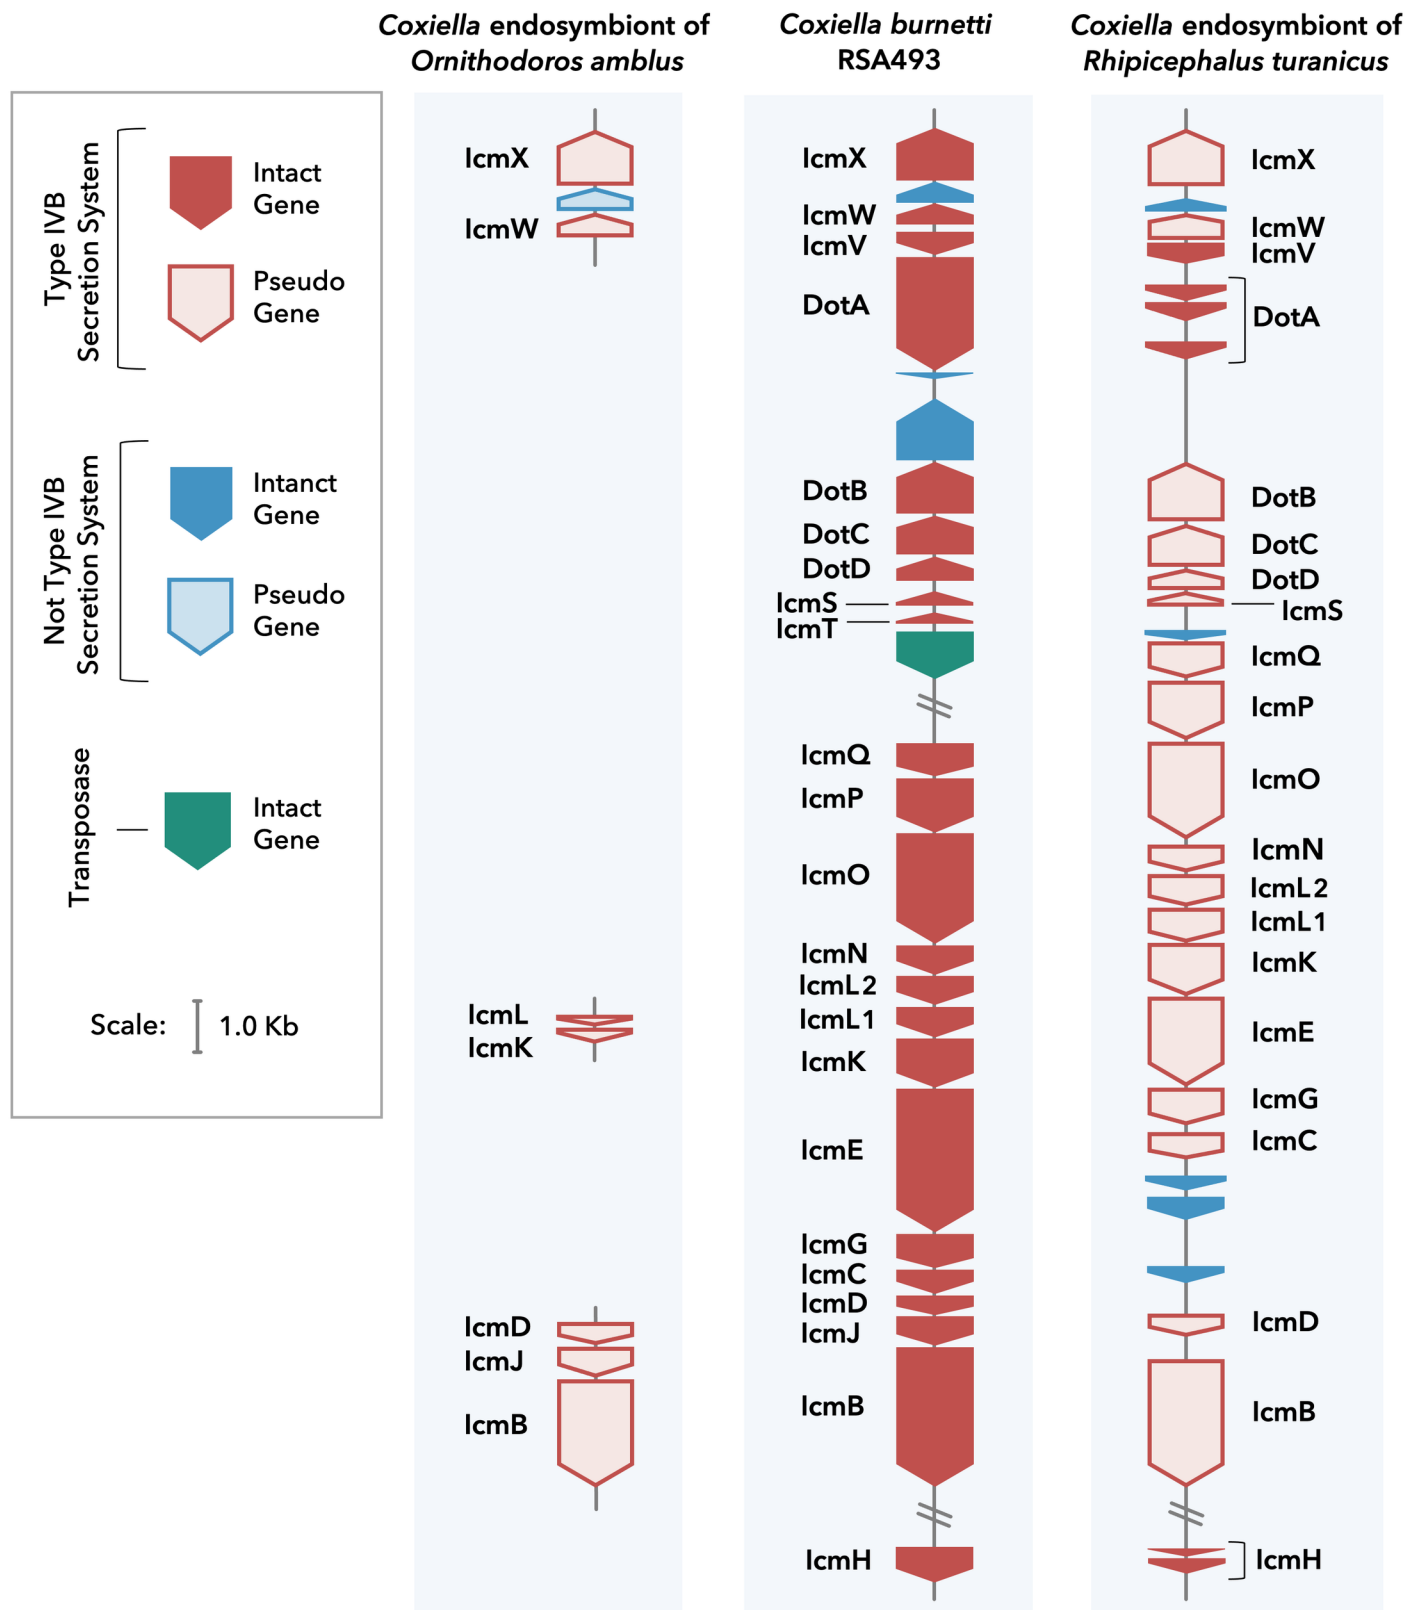 Coxiella endosymbiont of
Ornithodoros amblus
Coxiella burnetti
RSA493
Coxiella endosymbiont of
Rhipicephalus turanicus
Type IVB
Secretion System
Intact
Gene
Pseudo
Gene
Not Type IVB
Secretion System
Intanct
Gene
Pseudo
Gene
Transposase
Intact
Gene
Scale:
1.0 Kb
IcmX
IcmW
IcmL
IcmK
IcmD
IcmJ
IcmB
IcmX
IcmW
IcmV
DotA
DotB
DotC
DotD
IcmS
IcmT
IcmQ
IcmP
IcmO
IcmN
IcmL2
IcmL1
IcmK
IcmE
IcmG
IcmC
IcmD
IcmJ
IcmB
IcmH
IcmX
IcmW
IcmV
DotA
DotB
DotC
DotD
IcmS
IcmQ
IcmP
IcmO
IcmN
IcmL2
IcmL1
IcmK
IcmE
IcmG
IcmC
IcmD
IcmB
IcmH